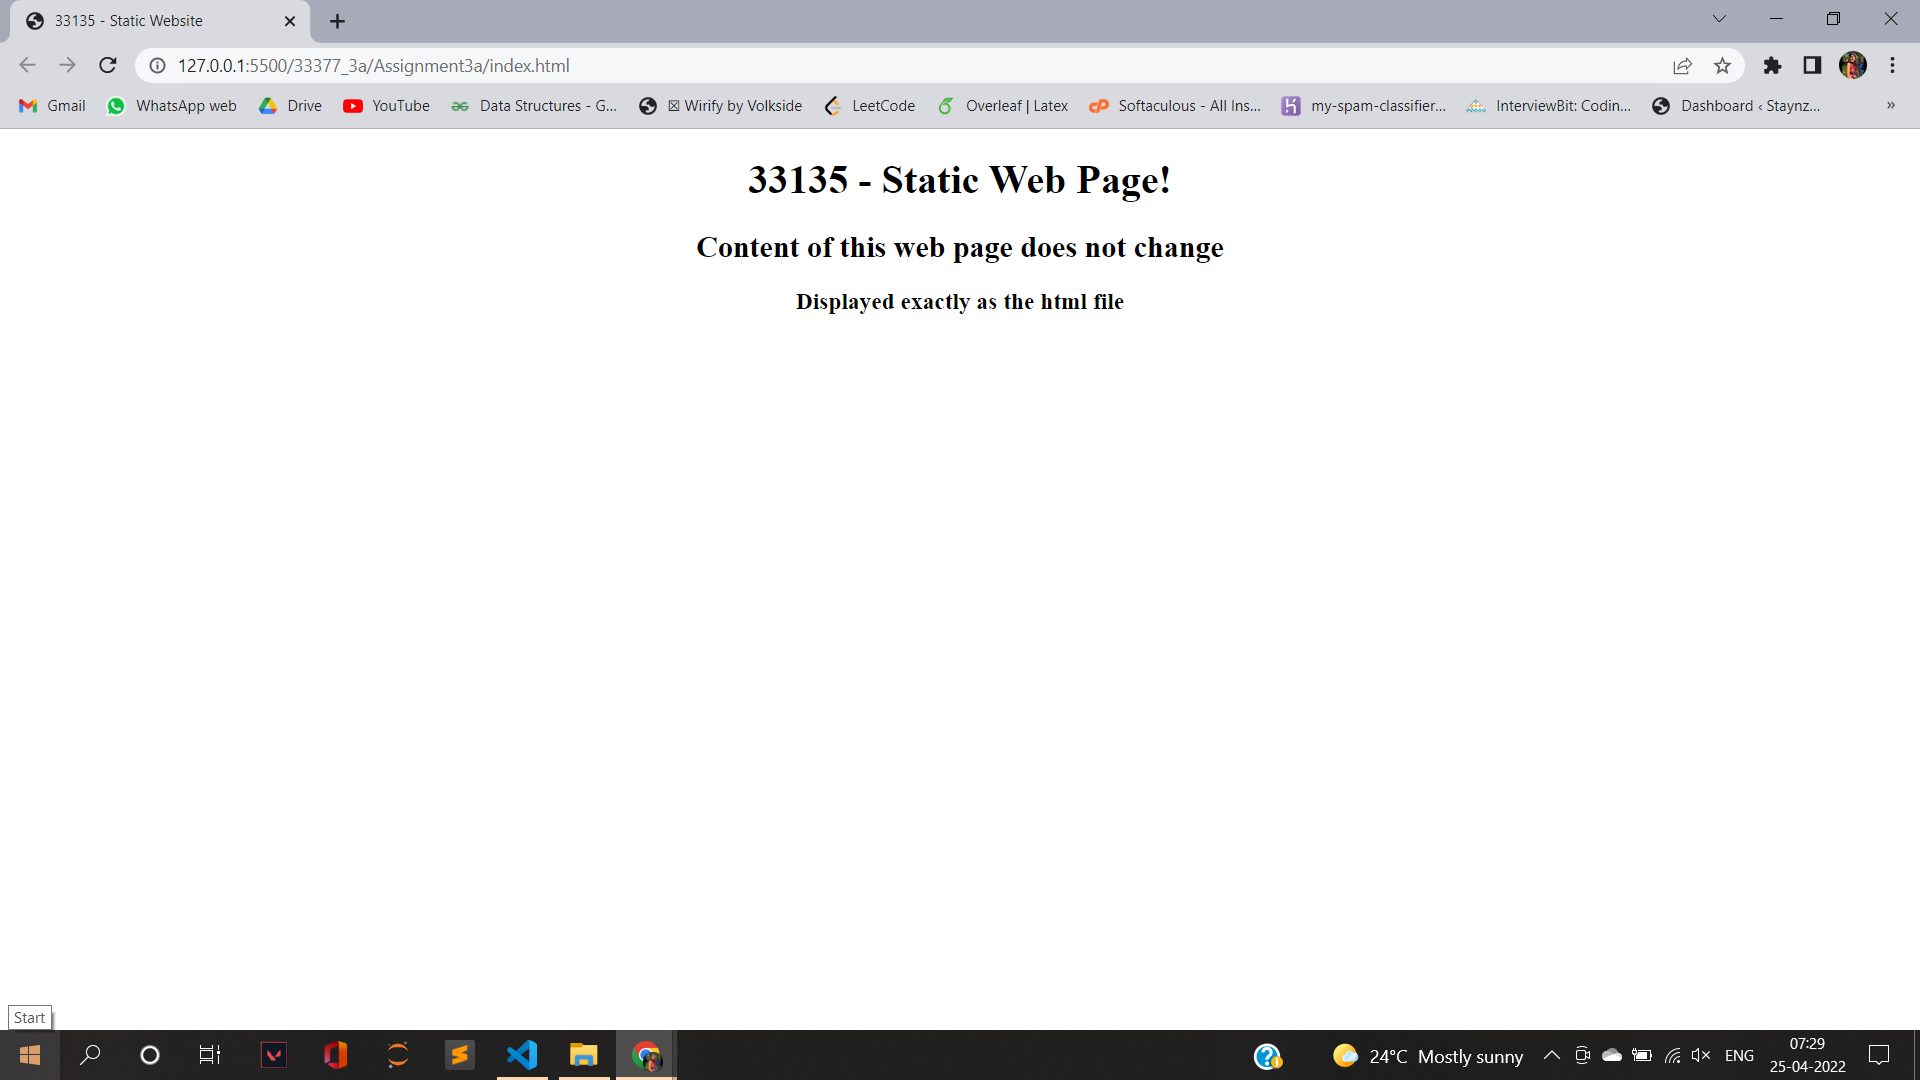 33135 - Static Website
127.0.0.1:5500/33377_3a/Assignment3a/index.html
Gmail WhatsApp web Drive YouTube Data Structures - G... ☒ Wirify by Volkside LeetCode Overleaf | Latex Softaculous - All Ins... my-spam-classifier... InterviewBit: Codin... Dashboard ‹ Staynz... »
33135 - Static Web Page!
Content of this web page does not change
Displayed exactly as the html file
Start
24°C Mostly sunny ENG 07:29
25-04-2022